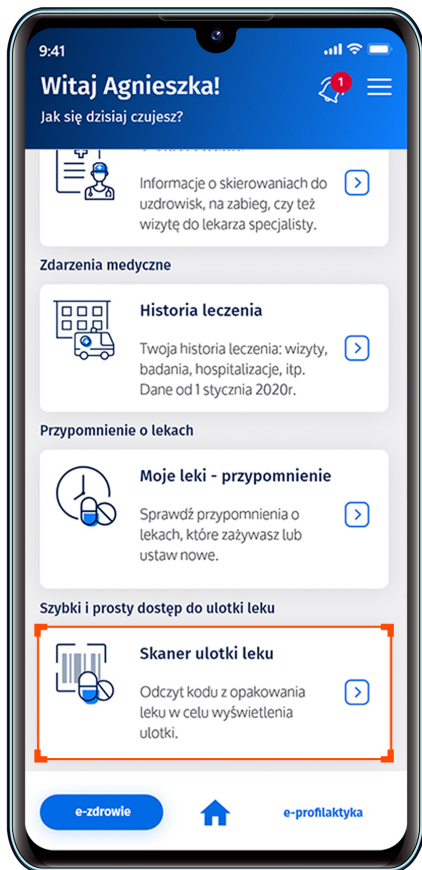 9:41
1
Witaj Agnieszka!
Jak się dzisiaj czujesz?
Informacje o skierowaniach do
uzdrowisk, na zabieg, czy też
wizytę do lekarza specjalisty.
Zdarzenia medyczne
Historia leczenia
Twoja historia leczenia: wizyty,
badania, hospitalizacje, itp.
Dane od 1 stycznia 2020r.
Przypomnienie o lekach
Moje leki - przypomnienie
Sprawdź przypomnienia o
lekach, które zażywasz lub
ustaw nowe.
Szybki i prosty dostęp do ulotki leku
Skaner ulotki leku
Odczyt kodu z opakowania
leku w celu wyświetlenia
ulotki.
e-zdrowie
e-profilaktyka